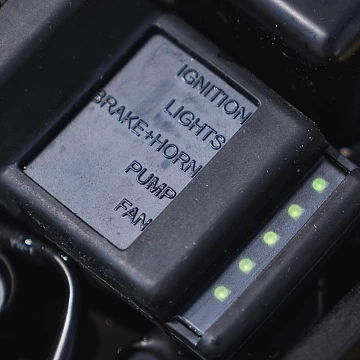 IGNITION
LIGHTS
BRAKE+HORN
PUMP
FAN